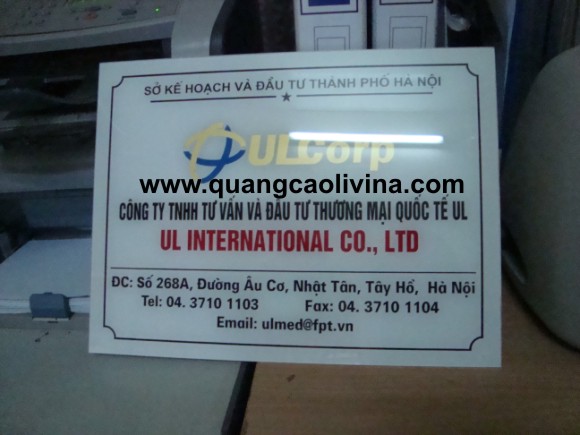 SỞ KẾ HOẠCH VÀ ĐẦU TƯ THÀNH PHỐ HÀ NỘI
ULCorp
www.quangcaolivina.com
CÔNG TY TNHH TƯ VẤN VÀ ĐẦU TƯ THƯƠNG MẠI QUỐC TẾ UL
UL INTERNATIONAL CO., LTD
ĐC: Số 268A, Đường Âu Cơ, Nhật Tân, Tây Hồ, Hà Nội
Tel: 04. 3710 1103 Fax: 04. 3710 1104
Email: ulmed@fpt.vn